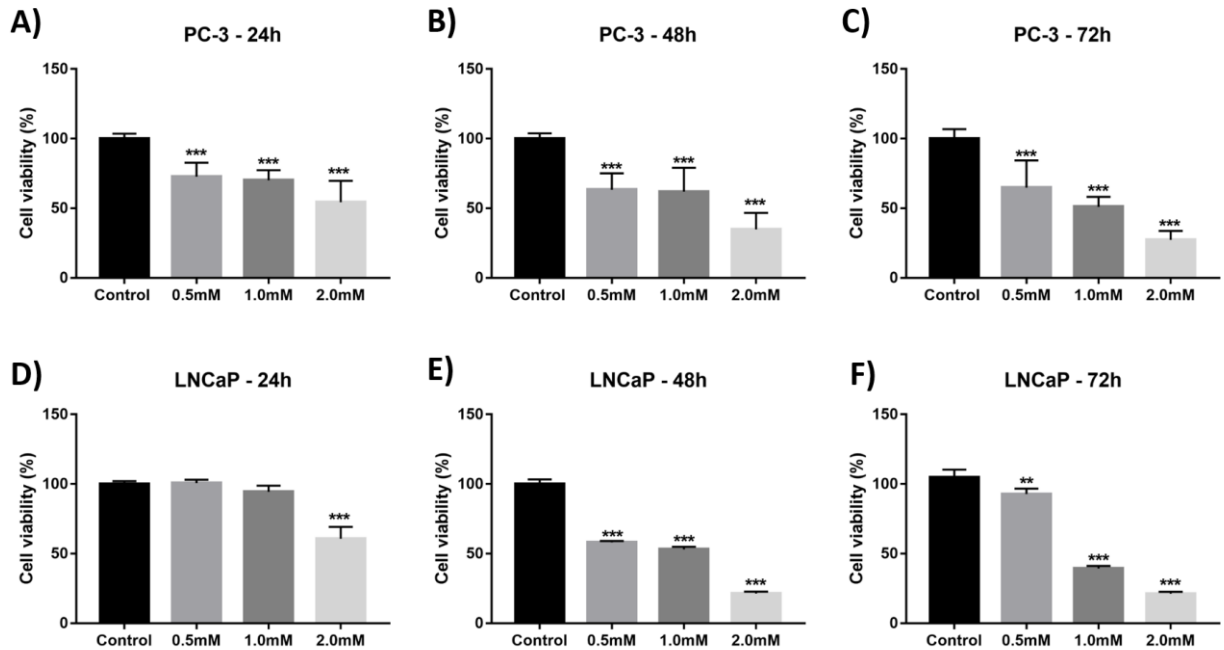 A)
PC-3 - 24h
Cell viability (%)
150
100
50
0
***
***
***
Control 0.5mM 1.0mM 2.0mM
B)
PC-3 - 48h
Cell viability (%)
150
100
50
0
***
***
***
Control 0.5mM 1.0mM 2.0mM
C)
PC-3 - 72h
Cell viability (%)
150
100
50
0
***
***
***
Control 0.5mM 1.0mM 2.0mM
D)
LNCaP - 24h
Cell viability (%)
150
100
50
0
***
Control 0.5mM 1.0mM 2.0mM
E)
LNCaP - 48h
Cell viability (%)
150
100
50
0
***
***
***
Control 0.5mM 1.0mM 2.0mM
F)
LNCaP - 72h
Cell viability (%)
150
100
50
0
**
***
***
Control 0.5mM 1.0mM 2.0mM